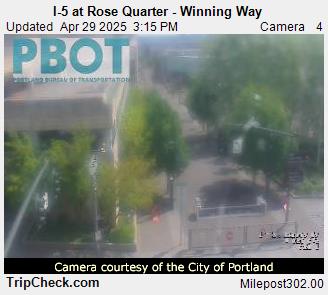 I-5 at Rose Quarter - Winning Way
Updated Apr 29 2025 3:15 PM Camera 4
PBOT
PORTLAND BUREAU OF TRANSPORTATION
Camera courtesy of the City of Portland
TripCheck.com Milepost302.00